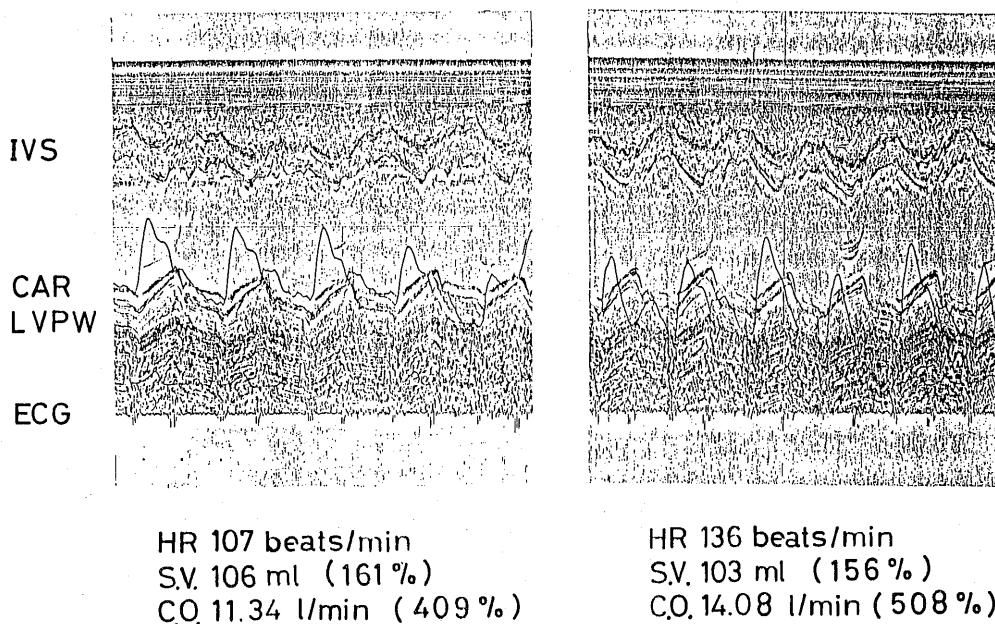 IVS
CAR
LVPW
ECG
HR 107 beats/min
S.V. 106 ml (161%)
C.O. 11.34 l/min (409%)
HR 136 beats/min
S.V. 103 ml (156%)
C.O. 14.08 l/min (508%)